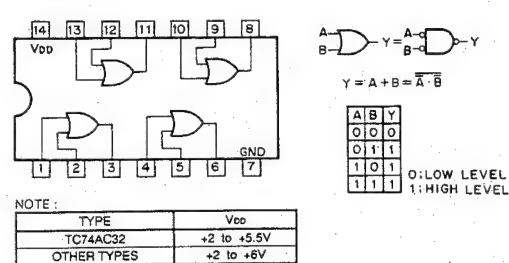 14 13 12 11 10 9 8
VDD
GND
1 2 3 4 5 6 7
A
B
Y
=
A
B
Y
Y = A + B = A · B
A B Y
0 0 0
0 1 1
1 0 1
1 1 1
0: LOW LEVEL
1: HIGH LEVEL
NOTE :
TYPE VDD
TC74AC32 +2 to +5.5V
OTHER TYPES +2 to +6V